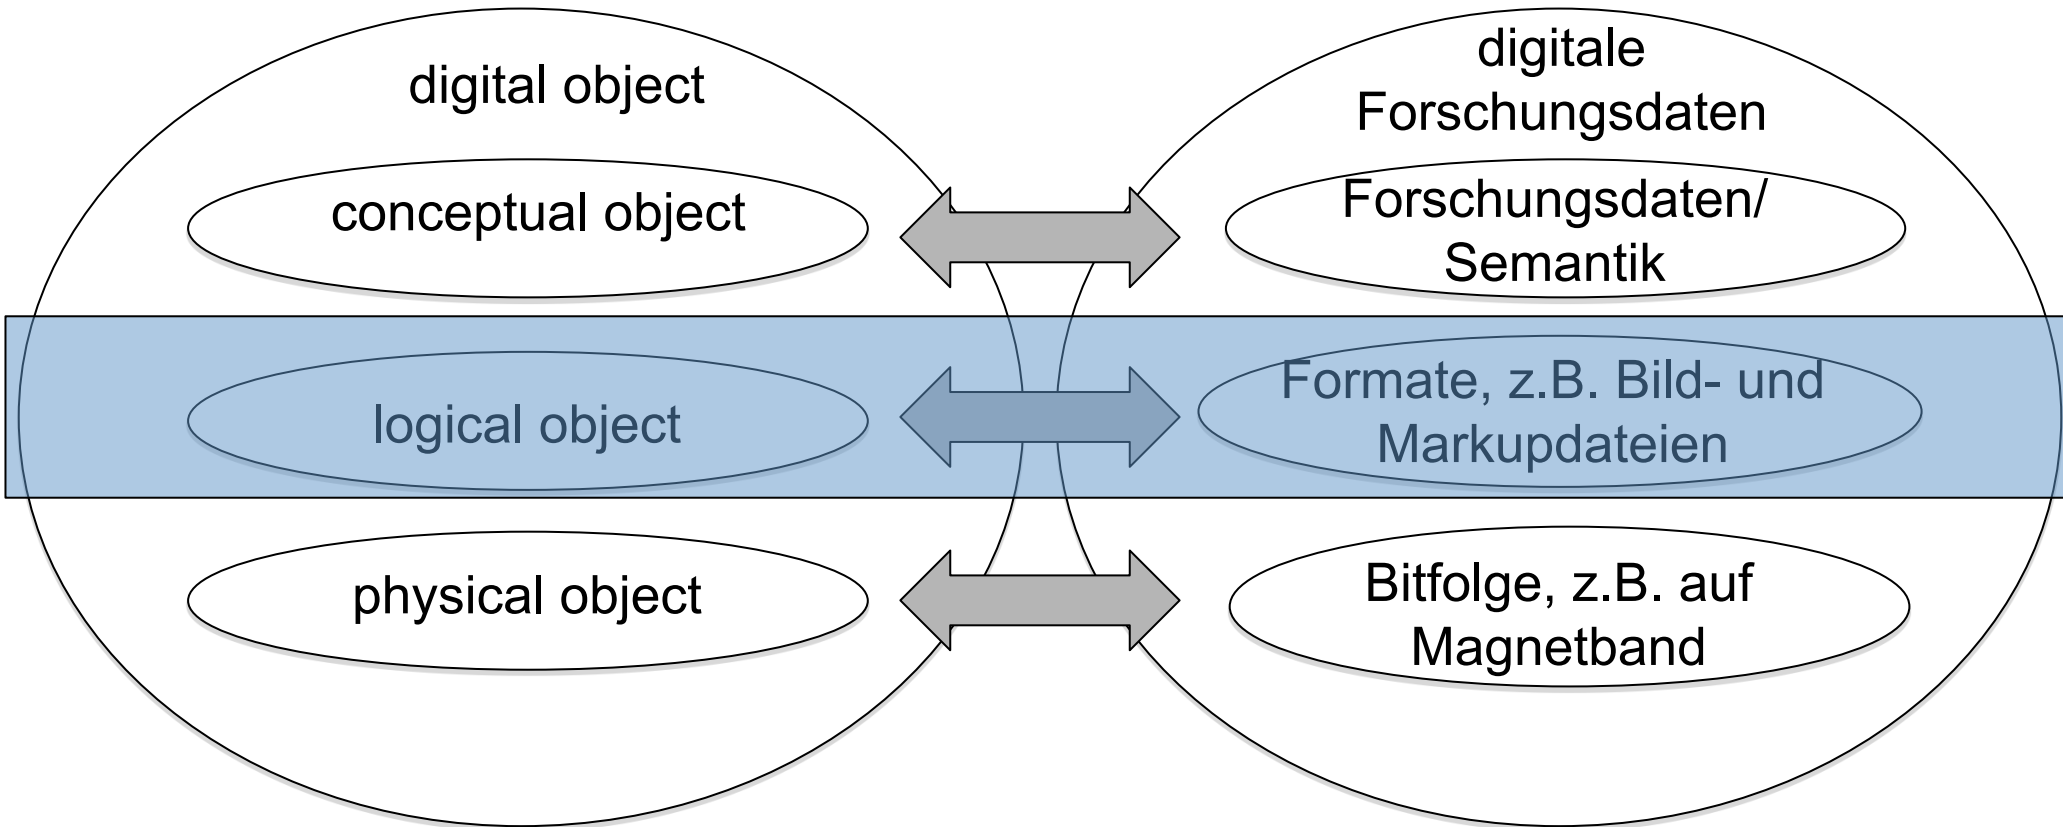 digital object
conceptual object
logical object
physical object
digitale
Forschungsdaten
Forschungsdaten/
Semantik
Formate, z.B. Bild- und
Markupdateien
Bitfolge, z.B. auf
Magnetband